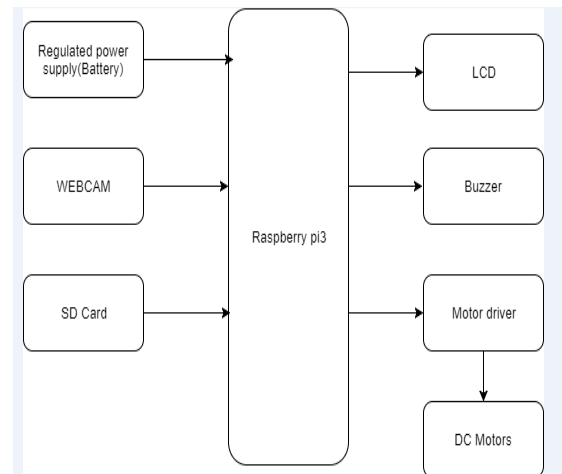 Regulated power
supply(Battery)
WEBCAM
SD Card
Raspberry pi3
LCD
Buzzer
Motor driver
DC Motors